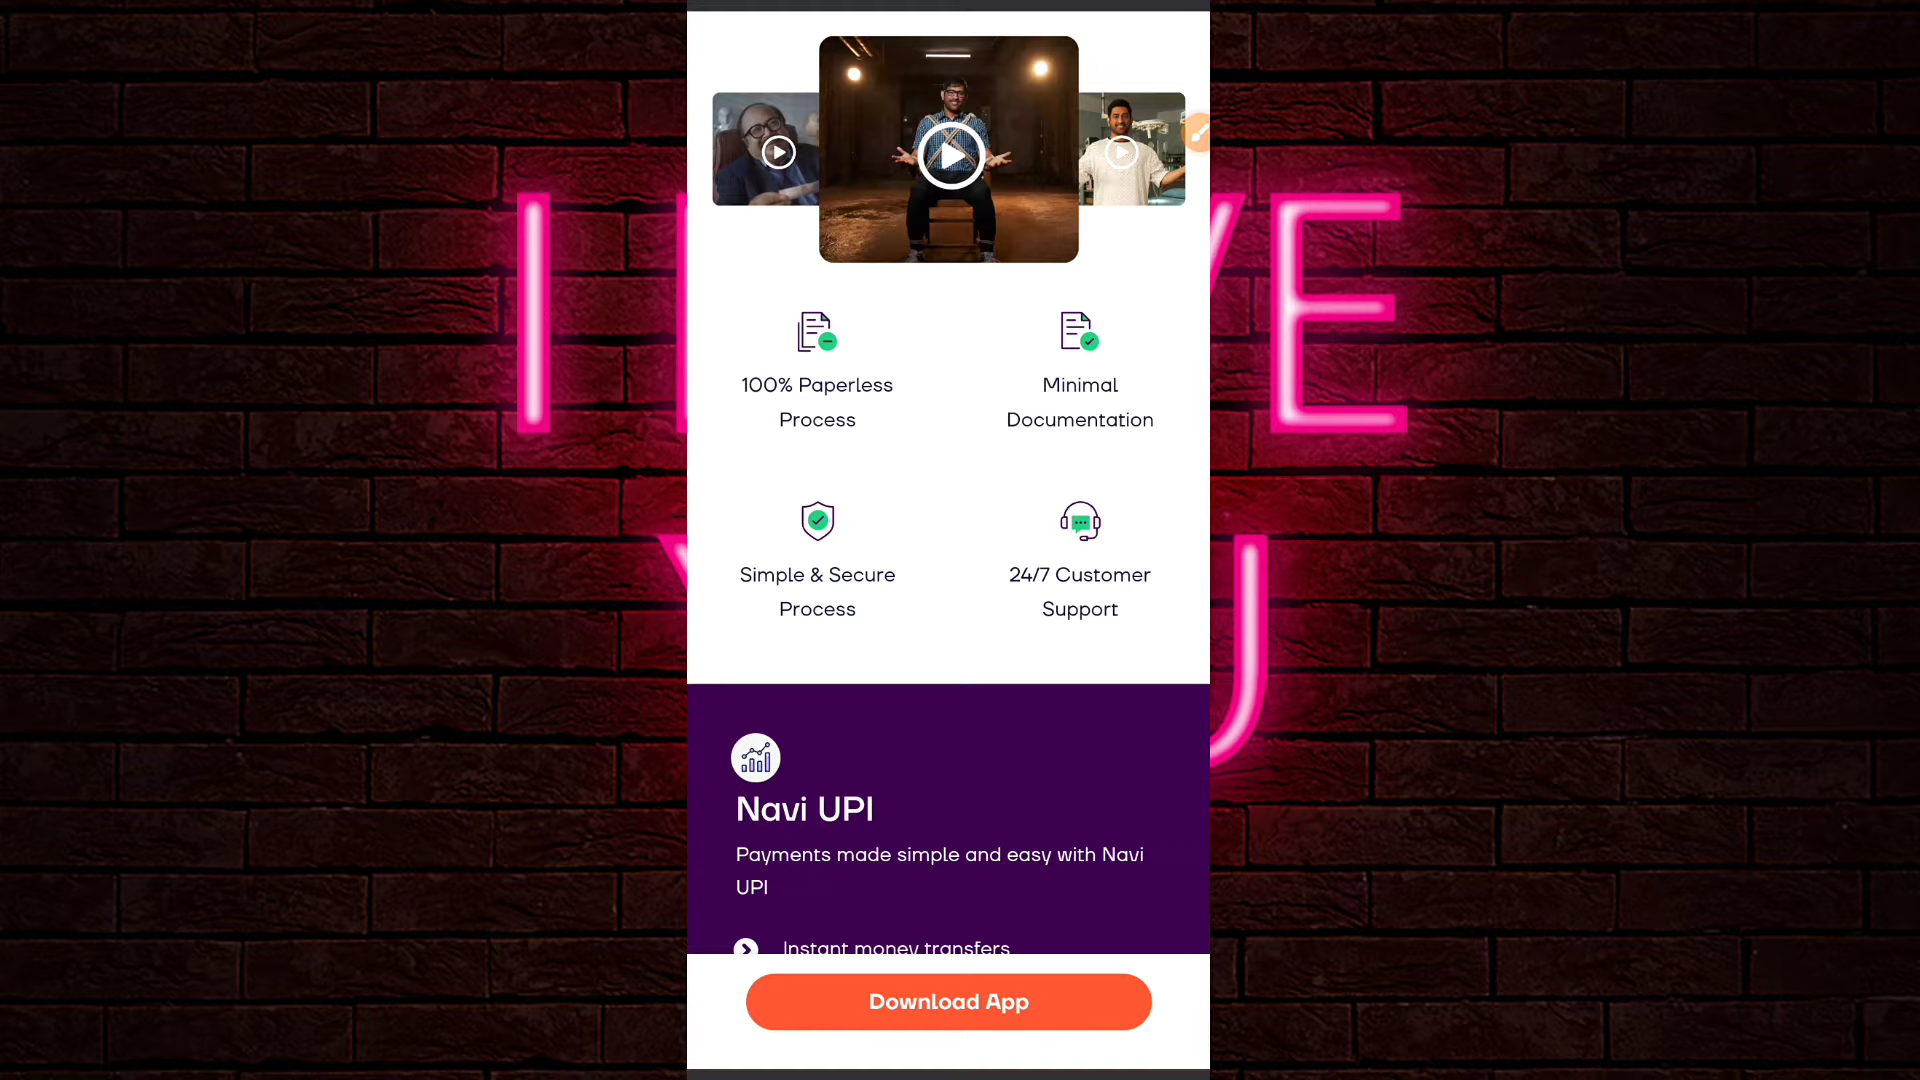 100% Paperless
Process
Minimal
Documentation
Simple & Secure
Process
24/7 Customer
Support
Navi UPI
Payments made simple and easy with Navi
UPI
Instant money transfers
Download App